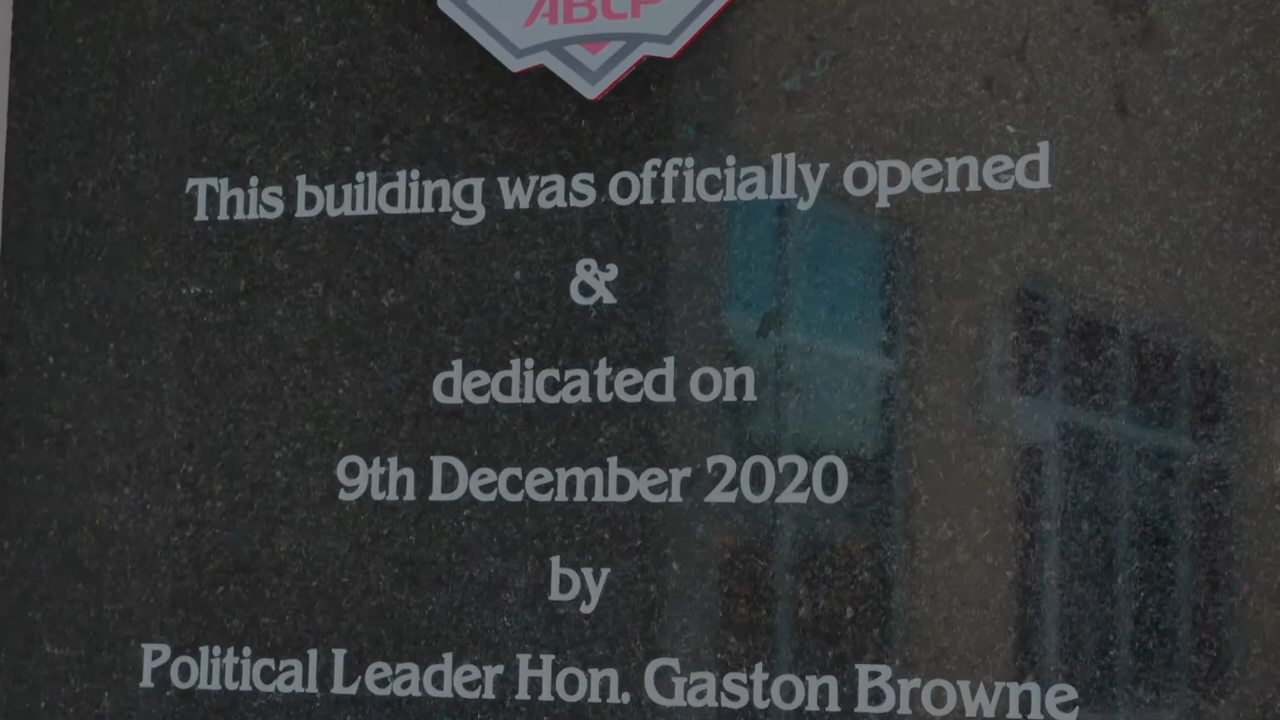 ABLP
This building was officially opened
&
dedicated on
9th December 2020
by
Political Leader Hon. Gaston Browne